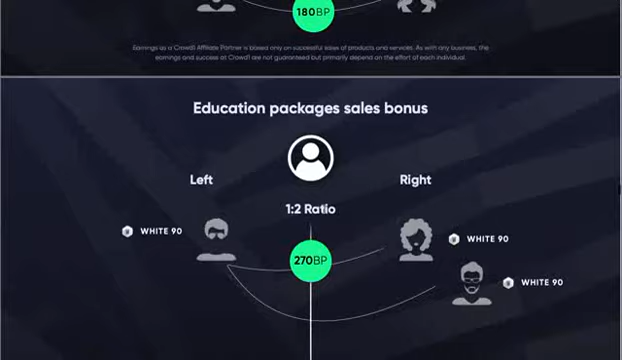 180BP
Earnings as a Crowd1 Affiliate Partner is based only on successful sales of products and services. As with any business, the
earnings and success at Crowd1 are not guaranteed but primarily depend on the effort of each individual.
Education packages sales bonus
Left
Right
1:2 Ratio
WHITE 90
WHITE 90
270BP
WHITE 90